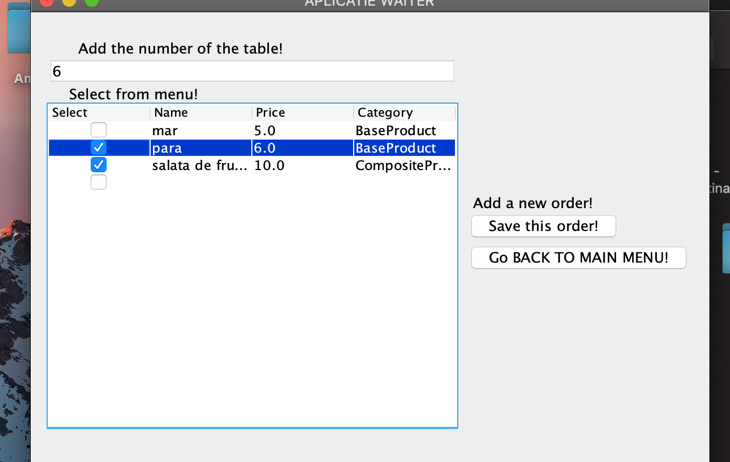 APLICATIE WAITER
Add the number of the table!
6
Select from menu!
Select Name Price Category
mar 5.0 BaseProduct
para 6.0 BaseProduct
salata de fru... 10.0 CompositePr...
Add a new order!
Save this order!
Go BACK TO MAIN MENU!